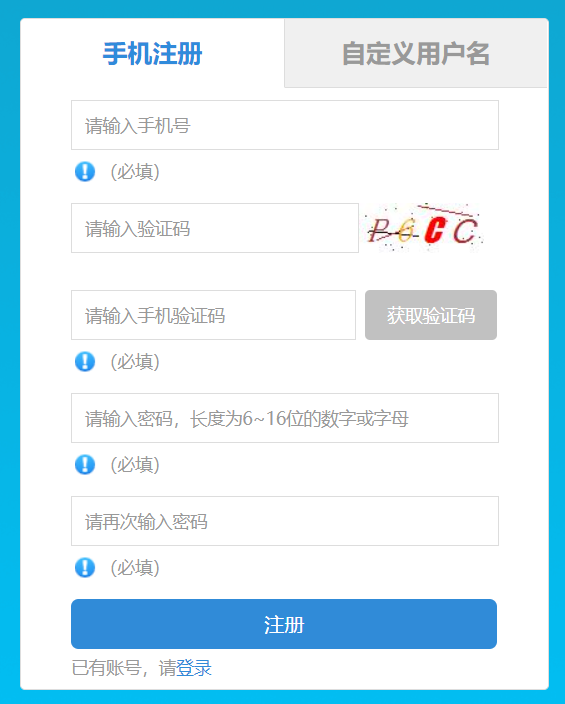 手机注册
自定义用户名
请输入手机号
（必填）
请输入验证码
P6CC
请输入手机验证码
获取验证码
（必填）
请输入密码，长度为6~16位的数字或字母
（必填）
请再次输入密码
（必填）
注册
已有账号，请登录